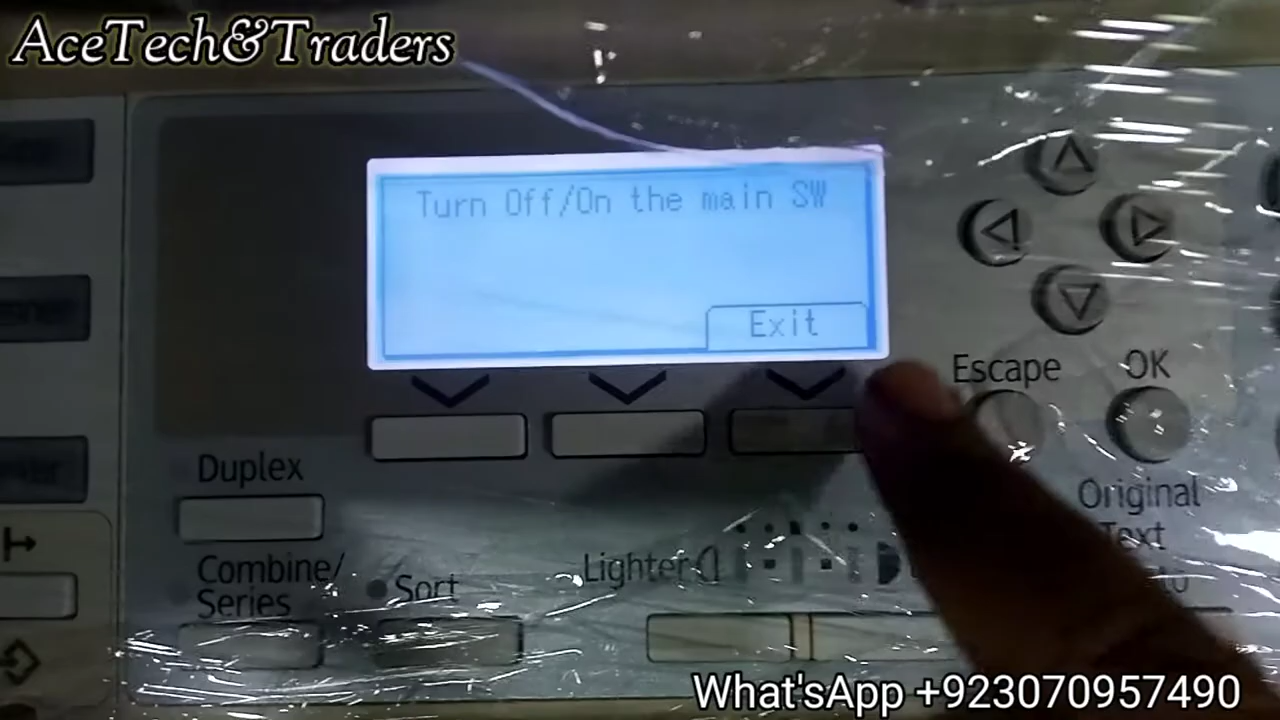 AceTech&Traders
Turn Off/On the main SW
Exit
Escape
OK
Duplex
Original
Text
Combine/
Series
Sort
Lighter
What'sApp +923070957490